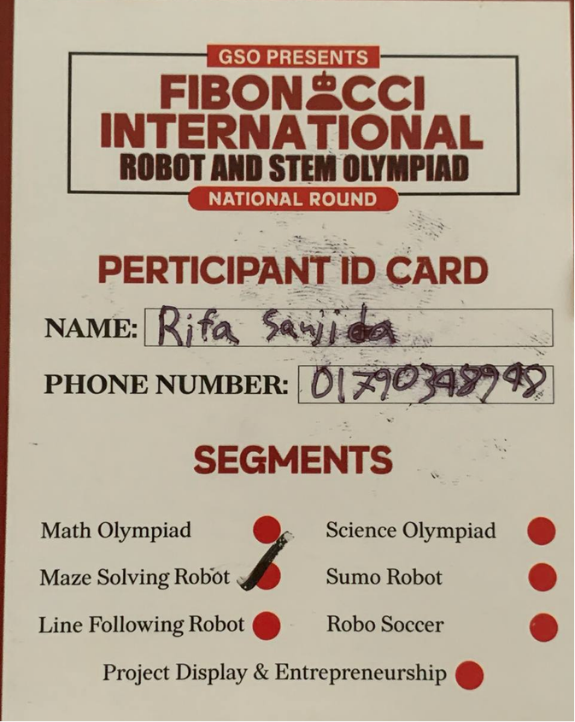 GSO PRESENTS
FIBONACCI
INTERNATIONAL
ROBOT AND STEM OLYMPIAD
NATIONAL ROUND
PERTICIPANT ID CARD
NAME: Rifa Sanjida
PHONE NUMBER: 01790348948
SEGMENTS
Math Olympiad Science Olympiad
Maze Solving Robot Sumo Robot
Line Following Robot Robo Soccer
Project Display & Entrepreneurship